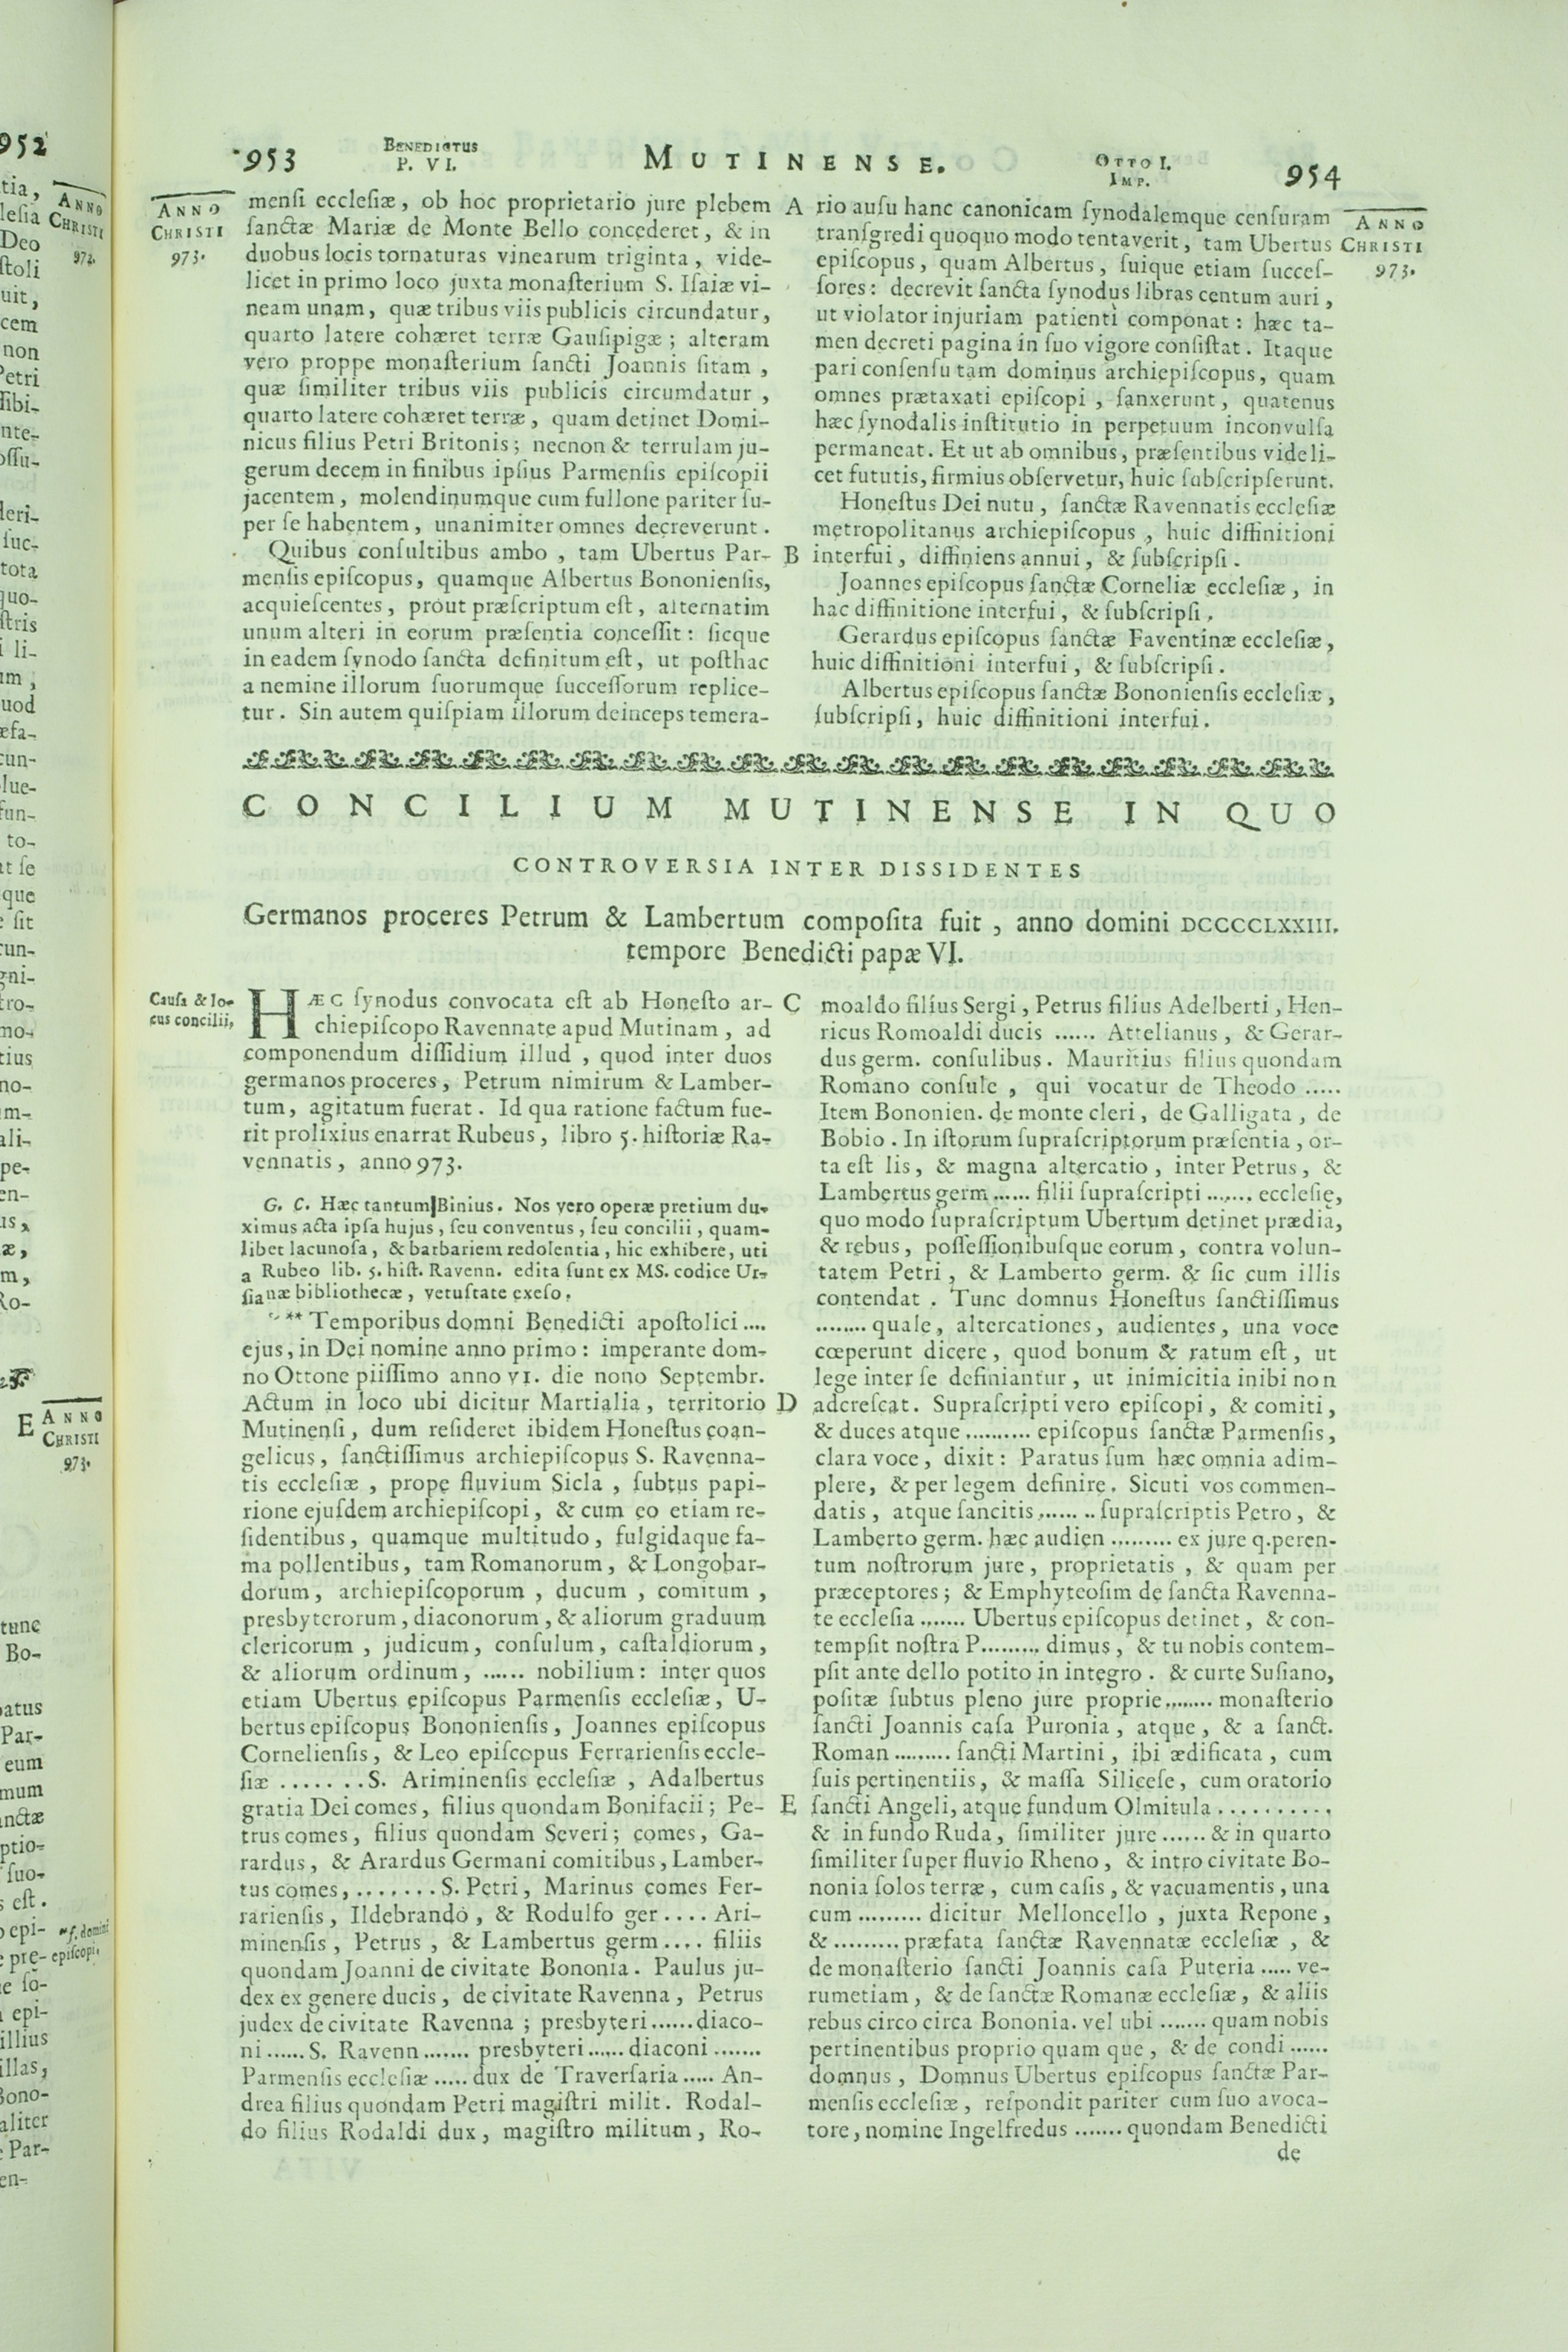 953
BENEDICTUS
P. VI.
MUTINENSE.
OTTO I.
IMP.
954
ANNO
CHRISTI
973.
menſi eccleſiæ, ob hoc proprietario jure plebem
ſanctæ Mariæ de Monte Bello concederet, & in
duobus locis tornaturas vinearum triginta, vide-
licet in primo loco juxta monaſterium S. Iſaiæ vi-
neam unam, quæ tribus viis publicis circundatur,
quarto latere cohæret terræ Gauſipigæ; alteram
vero proppe monaſterium ſancti Joannis ſitam,
quæ ſimiliter tribus viis publicis circumdatur,
quarto latere cohæret terræ, quam detinet Domi-
nicus filius Petri Britonis; necnon & terrulam ju-
gerum decem in finibus ipſius Parmenſis epiſcopii
jacentem, molendinumque cum fullone pariter ſu-
per ſe habentem, unanimiter omnes decreverunt.
Quibus conſultibus ambo, tam Ubertus Par-
menſis epiſcopus, quamque Albertus Bononienſis,
acquieſcentes, prout præſcriptum eſt, alternatim
unum alteri in eorum præſentia conceſſit: ſicque
in eadem ſynodo ſancta definitum eſt, ut poſthac
a nemine illorum ſuorumque ſucceſſorum replice-
tur. Sin autem quiſpiam illorum deinceps temera-
A
B
rio auſu hanc canonicam ſynodalemque cenſuram
tranſgredi quoquo modo tentaverit, tam Ubertus
epiſcopus, quam Albertus, ſuique etiam ſucceſ-
ſores: decrevit ſancta ſynodus libras centum auri,
ut violator injuriam patienti componat: hæc ta-
men decreti pagina in ſuo vigore conſiſtat. Itaque
pari conſenſu tam dominus archiepiſcopus, quam
omnes prætaxati epiſcopi, ſanxerunt, quatenus
hæc ſynodalis inſtitutio in perpetuum inconvulſa
permaneat. Et ut ab omnibus, præſentibus videli-
cet fututis, firmius obſervetur, huic ſubſcripſerunt.
Honeſtus Dei nutu, ſanctæ Ravennatis eccleſiæ
metropolitanus archiepiſcopus, huic diffinitioni
interfui, diffiniens annui, & ſubſcripſi.
Joannes epiſcopus ſanctæ Corneliæ eccleſiæ, in
hac diffinitione interfui, & ſubſcripſi.
Gerardus epiſcopus ſanctæ Faventinæ eccleſiæ,
huic diffinitioni interfui, & ſubſcripſi.
Albertus epiſcopus ſanctæ Bononienſis eccleſiæ,
ſubſcripſi, huic diffinitioni interfui.
ANNO
CHRISTI
973.
CONCILIUM MUTINENSE IN QUO
CONTROVERSIA INTER DISSIDENTES
Germanos proceres Petrum & Lambertum compoſita fuit, anno domini DCCCCLXXIII.
tempore Benedicti papæ VI.
Cauſa & lo-
cus concilii,
HÆC ſynodus convocata eſt ab Honeſto ar-
chiepiſcopo Ravennate apud Mutinam, ad
componendum diſſidium illud, quod inter duos
germanos proceres, Petrum nimirum & Lamber-
tum, agitatum fuerat. Id qua ratione factum fue-
rit prolixius enarrat Rubeus, libro 5. hiſtoriæ Ra-
vennatis, anno 973.
G. C. Hæc tantum Binius. Nos vero operæ pretium du-
ximus acta ipſa hujus, ſeu conventus, ſeu concilii, quam-
libet lacunoſa, & barbariem redolentia, hic exhibere, uti
a Rubeo lib. 5. hiſt. Ravenn. edita ſunt ex MS. codice Ur-
ſianæ bibliothecæ, vetuſtate exeſo.
** Temporibus domni Benedicti apoſtolici....
ejus, in Dei nomine anno primo: imperante dom-
no Ottone piiſſimo anno VI. die nono Septembr.
Actum in loco ubi dicitur Martialia, territorio
Mutinenſi, dum reſideret ibidem Honeſtus coan-
gelicus, ſanctiſſimus archiepiſcopus S. Ravenna-
tis eccleſiæ, prope fluvium Sicla, ſubtus papi-
rione ejuſdem archiepiſcopi, & cum eo etiam re-
ſidentibus, quamque multitudo, fulgidaque fa-
ma pollentibus, tam Romanorum, & Longobar-
dorum, archiepiſcoporum, ducum, comitum,
presbyterorum, diaconorum, & aliorum graduum
clericorum, judicum, conſulum, caſtaldiorum,
& aliorum ordinum, ...... nobilium: inter quos
etiam Ubertus epiſcopus Parmenſis eccleſiæ, U-
bertus epiſcopus Bononienſis, Joannes epiſcopus
Cornelienſis, & Leo epiſcopus Ferrarienſis eccle-
ſiæ .......S. Ariminenſis eccleſiæ, Adalbertus
gratia Dei comes, filius quondam Bonifacii; Pe-
trus comes, filius quondam Severi; comes, Ga-
rardus, & Arardus Germani comitibus, Lamber-
tus comes, .......S. Petri, Marinus comes Fer-
rarienſis, Ildebrando, & Rodulfo ger .... Ari-
minenſis, Petrus, & Lambertus germ .... filiis
quondam Joanni de civitate Bononia. Paulus ju-
dex ex genere ducis, de civitate Ravenna, Petrus
judex de civitate Ravenna; presbyteri......diaco-
ni......S. Ravenn....... presbyteri...... diaconi .......
Parmenſis eccleſiæ..... dux de Traverſaria..... An-
drea filius quondam Petri magiſtri milit. Rodal-
do filius Rodaldi dux, magiſtro militum, Ro-
C
D
E
moaldo filius Sergi, Petrus filius Adelberti, Hen-
ricus Romoaldi ducis ...... Attelianus, & Gerar-
dus germ. conſulibus. Mauritius filius quondam
Romano conſule, qui vocatur de Theodo .....
Item Bononien. de monte cleri, de Galligata, de
Bobio. In iſtorum ſupraſcriptorum præſentia, or-
ta eſt lis, & magna altercatio, inter Petrus, &
Lambertus germ...... filii ſupraſcripti ....... eccleſię,
quo modo ſupraſcriptum Ubertum detinet prædia,
& rebus, poſſeſſionibuſque eorum, contra volun-
tatem Petri, & Lamberto germ. & ſic cum illis
contendat. Tunc domnus Honeſtus ſanctiſſimus
........ quale, altercationes, audientes, una voce
cœperunt dicere, quod bonum & ratum eſt, ut
lege inter ſe definiantur, ut inimicitia inibi non
adcreſcat. Supraſcripti vero epiſcopi, & comiti,
& duces atque .......... epiſcopus ſanctæ Parmenſis,
clara voce, dixit: Paratus ſum hæc omnia adim-
plere, & per legem definire. Sicuti vos commen-
datis, atque ſancitis ........ ſupraſcriptis Petro, &
Lamberto germ. hæc audien ......... ex jure q. peren-
tum noſtrorum jure, proprietatis, & quam per
præceptores; & Emphyteoſim de ſancta Ravenna-
te eccleſia ....... Ubertus epiſcopus detinet, & con-
tempſit noſtra P......... dimus, & tu nobis contem-
pſit ante dello potito in integro. & curte Suſiano,
poſitæ ſubtus pleno jure proprie........ monaſterio
ſancti Joannis caſa Puronia, atque, & a ſanct.
Roman ......... ſancti Martini, ibi ædificata, cum
ſuis pertinentiis, & maſſa Siliceſe, cum oratorio
ſancti Angeli, atque fundum Olmitula ..........
& in fundo Ruda, ſimiliter jure ...... & in quarto
ſimiliter ſuper fluvio Rheno, & intro civitate Bo-
nonia ſolos terræ, cum caſis, & vacuamentis, una
cum ......... dicitur Melloncello, juxta Repone,
& ......... præfata ſanctæ Ravennatæ eccleſiæ, &
de monaſterio ſancti Joannis caſa Puteria ..... ve-
rumetiam, & de ſanctæ Romanæ eccleſiæ, & aliis
rebus circo circa Bononia. vel ubi ....... quam nobis
pertinentibus proprio quam que, & de condi ......
domnus, Domnus Ubertus epiſcopus ſanctæ Par-
menſis eccleſiæ, reſpondit pariter cum ſuo avoca-
tore, nomine Ingelfredus ....... quondam Benedicti
de